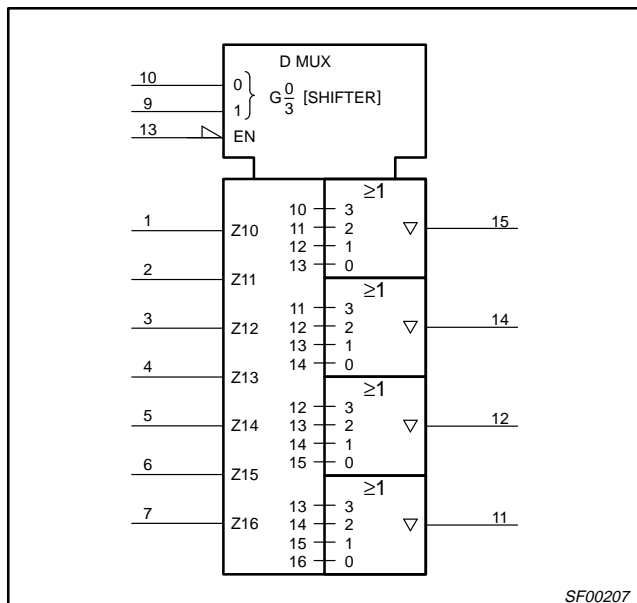 D MUX
10 0
G 0/3 [SHIFTER]
9 1
13 EN
≥1
10 3
1 Z10 11 2 ▽ 15
12 1
13 0
2 Z11
≥1
11 3
3 Z12 12 2 ▽ 14
13 1
14 0
4 Z13
≥1
12 3
5 Z14 13 2 ▽ 12
14 1
15 0
6 Z15
≥1
13 3
7 Z16 14 2 ▽ 11
15 1
16 0
SF00207